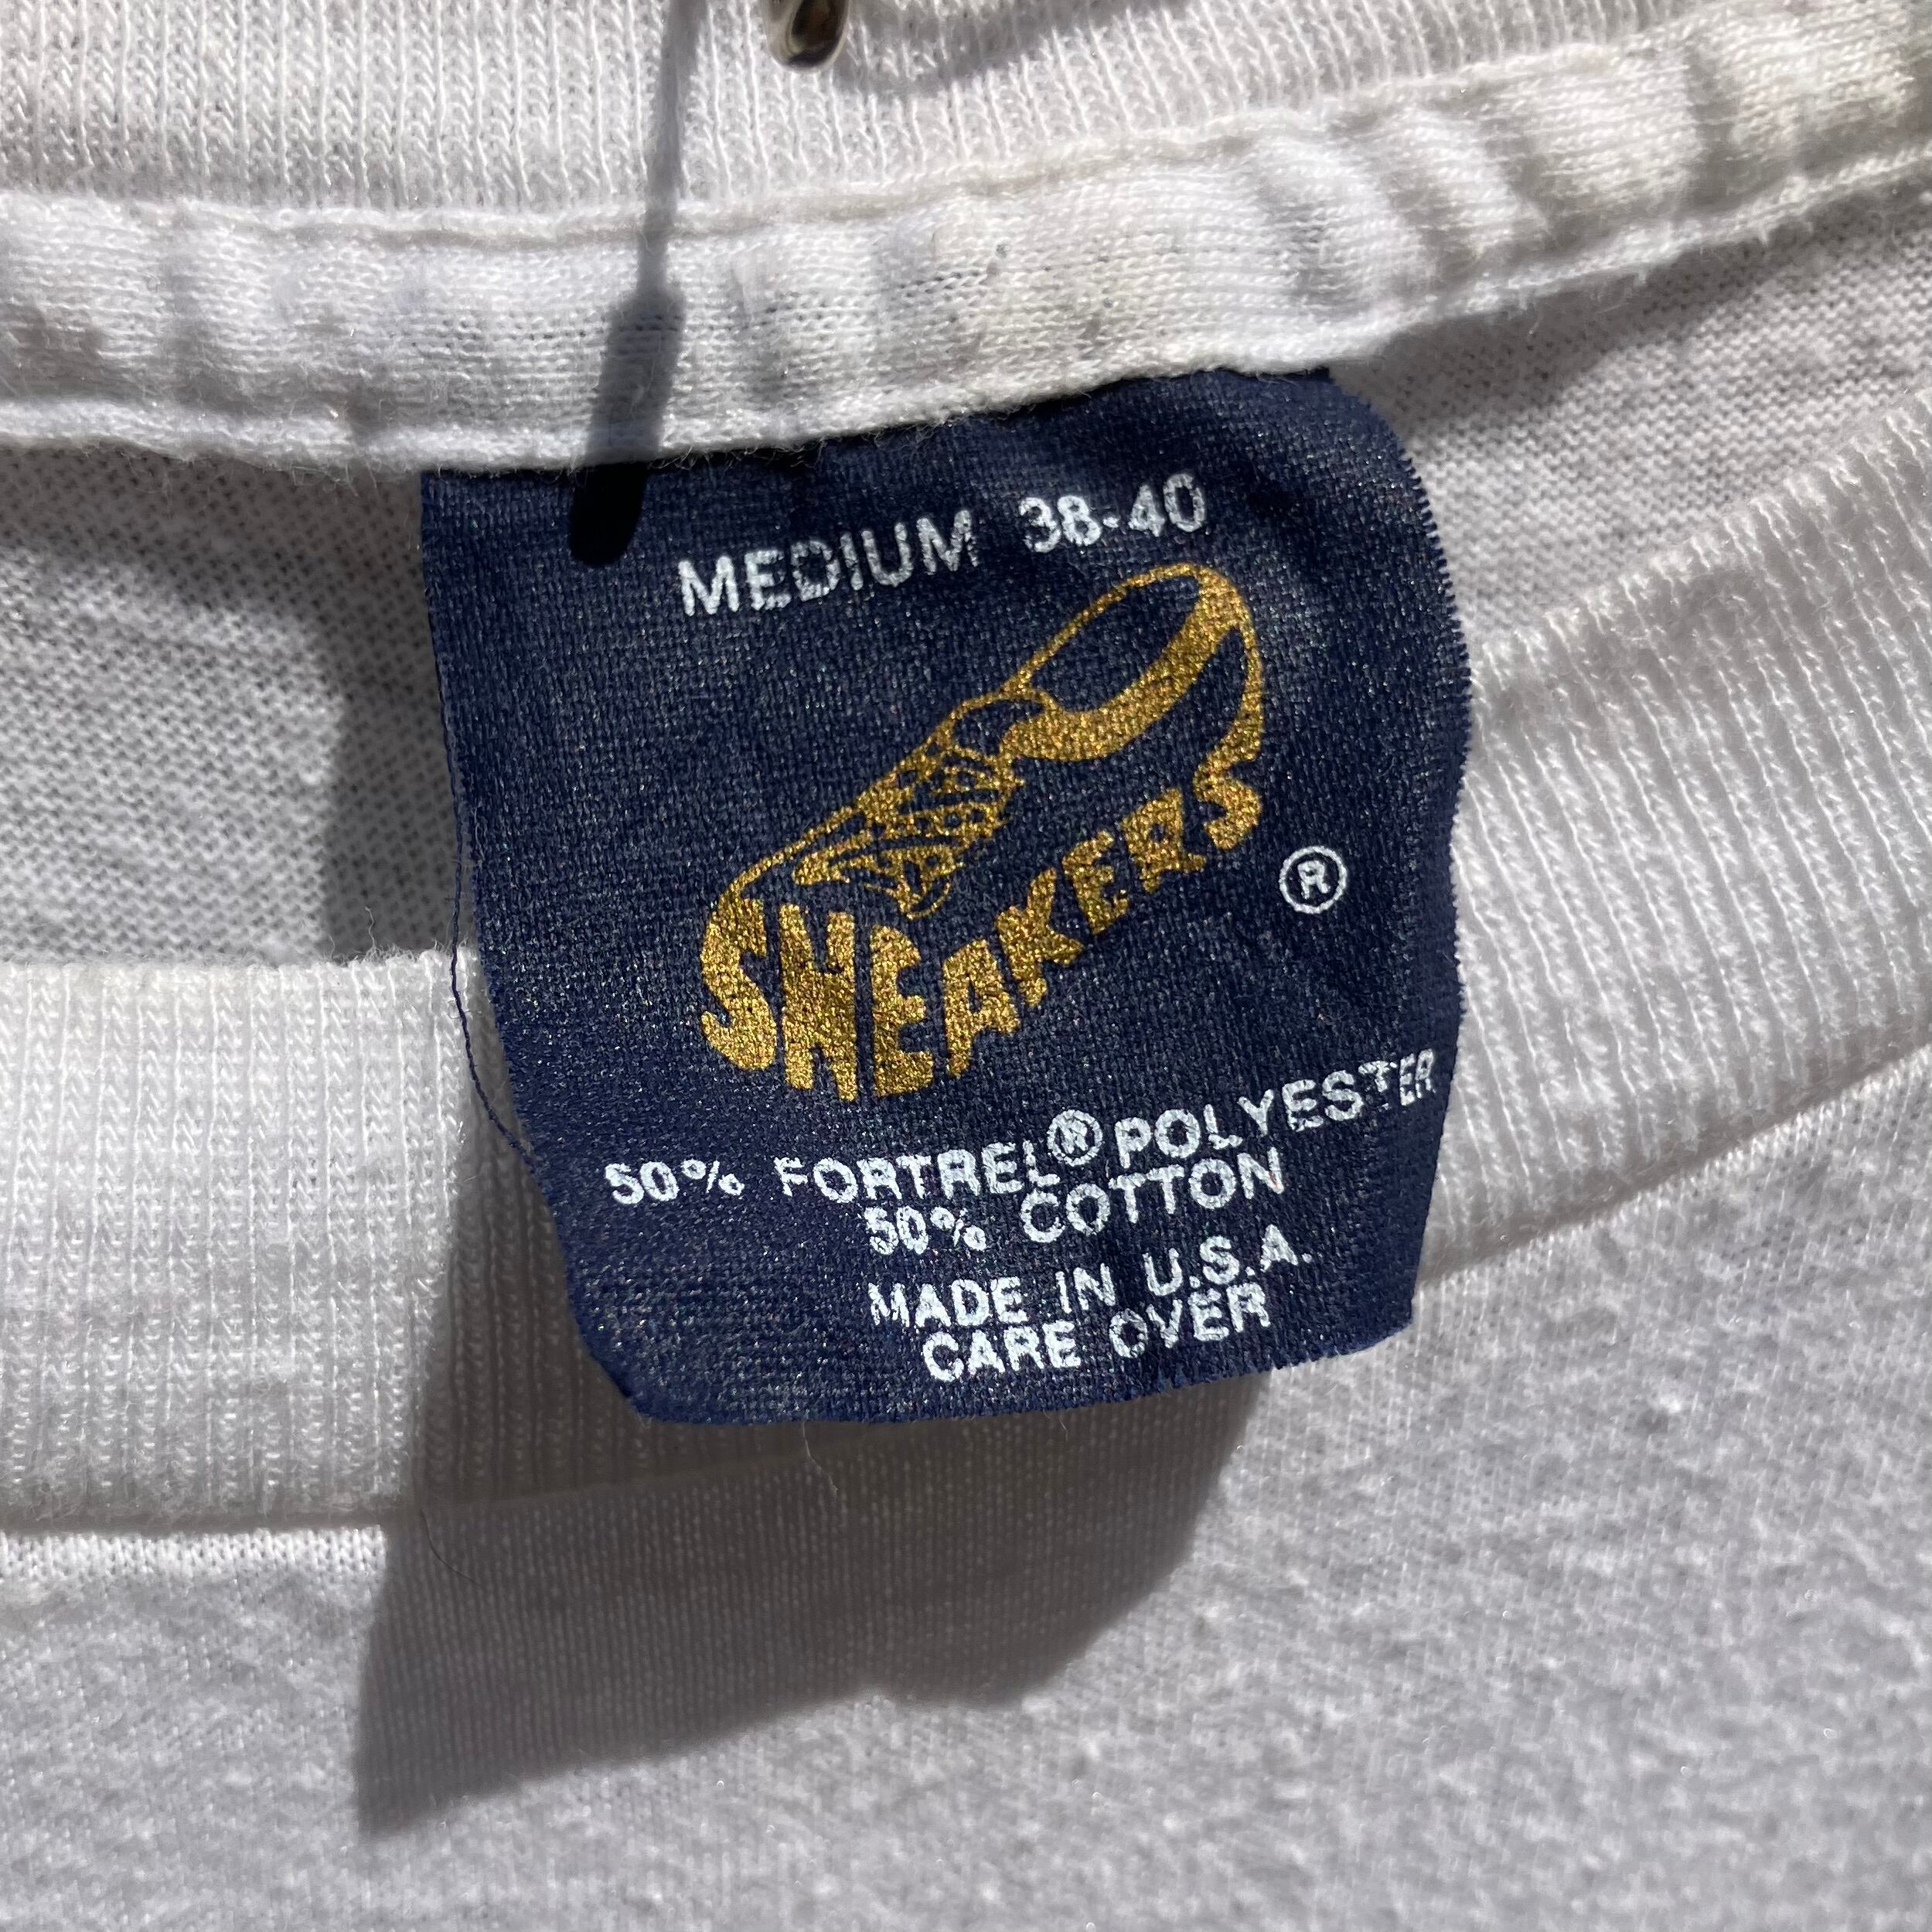 MEDIUM 38-40
SNEAKERS ®
50% FORTREL® POLYESTER
50% COTTON
MADE IN U.S.A.
CARE OVER